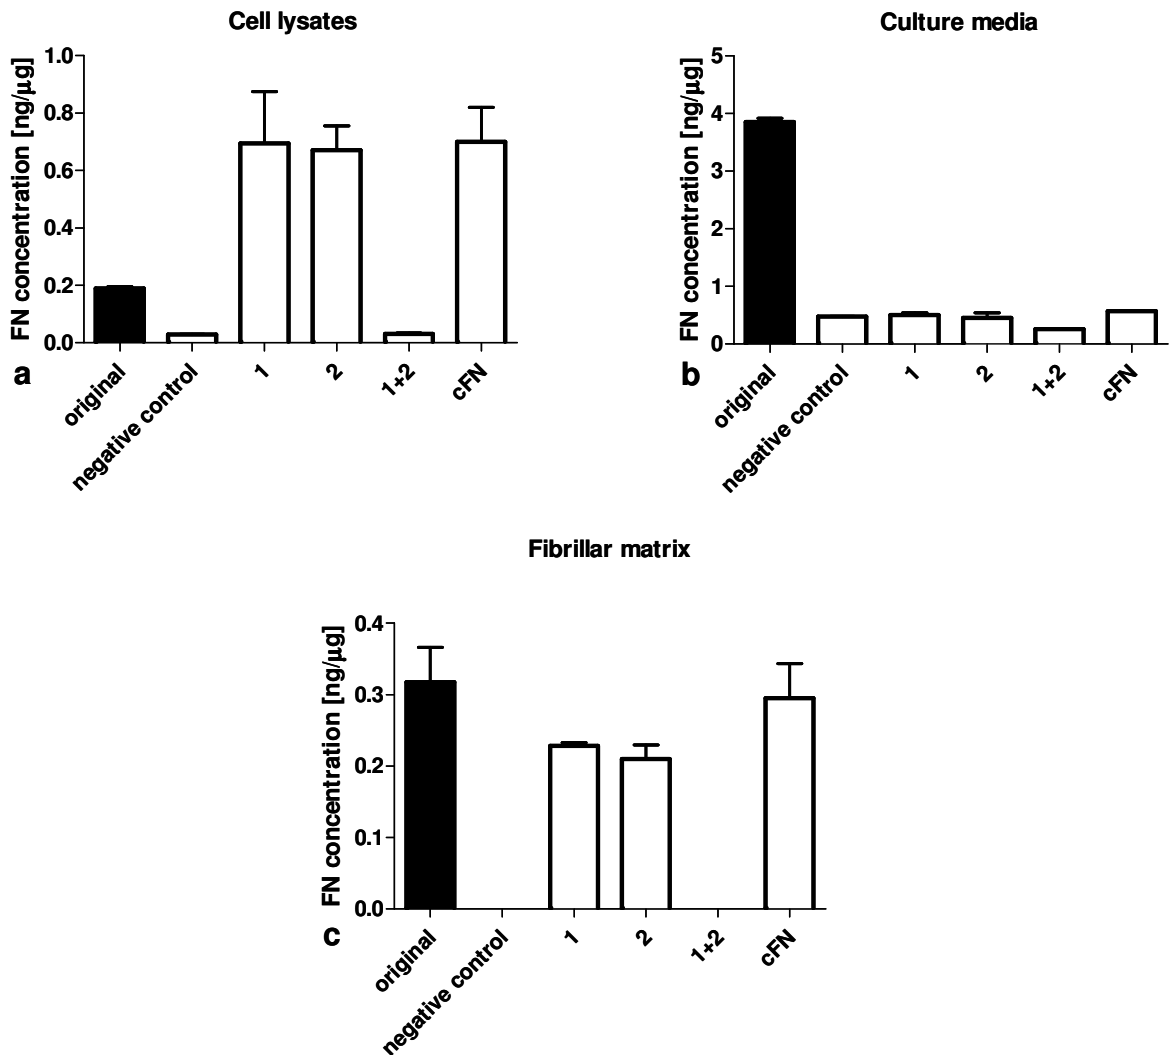 Cell lysates
FN concentration [ng/µg]
1.0
0.8
0.6
0.4
0.2
0.0
original
negative control
1
2
1+2
cFN
a
Culture media
FN concentration [ng/µg]
5
4
3
2
1
0
original
negative control
1
2
1+2
cFN
b
Fibrillar matrix
FN concentration [ng/µg]
0.4
0.3
0.2
0.1
0.0
original
negative control
1
2
1+2
cFN
c